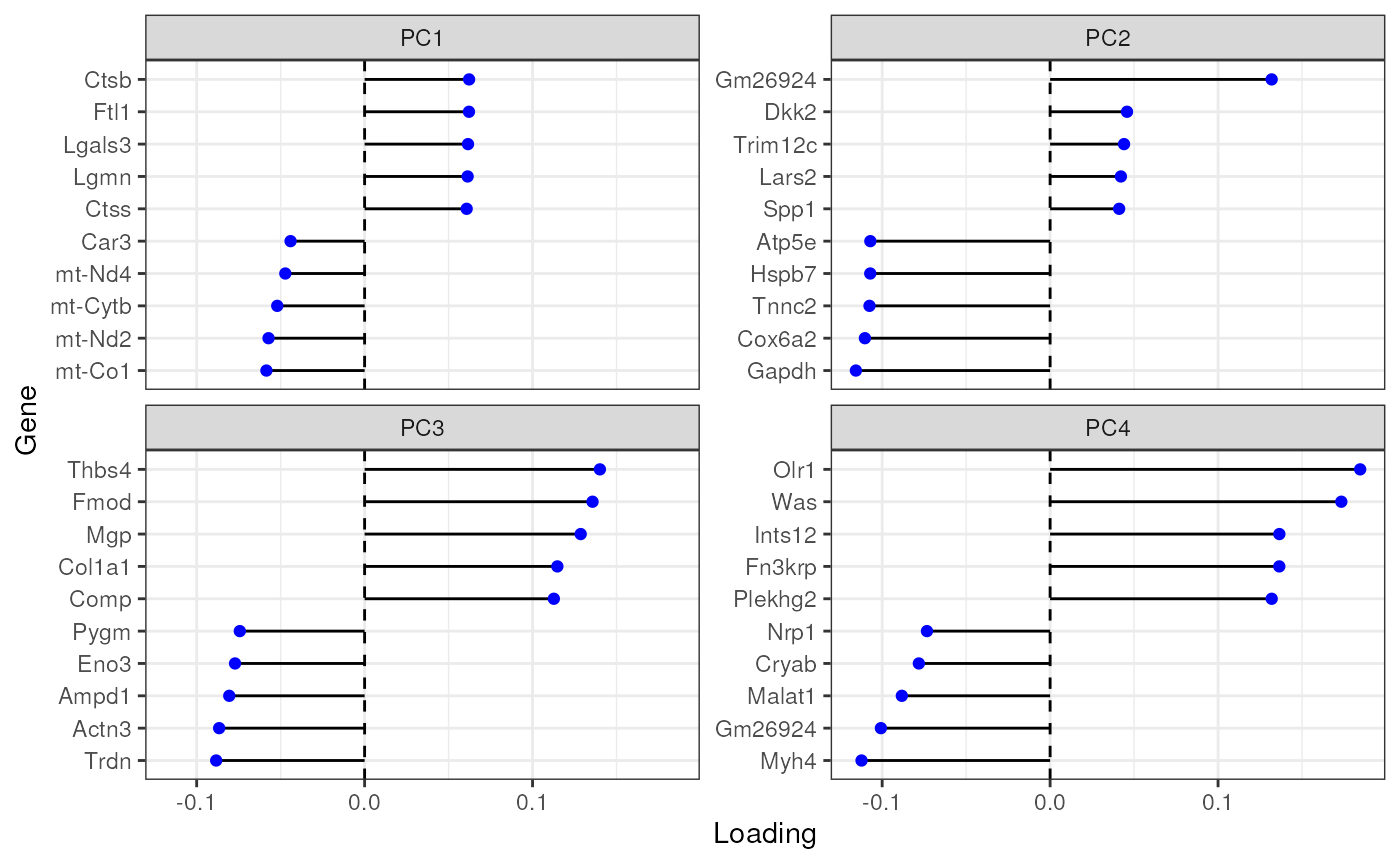 PC1
PC2
Ctsb
Ftl1
Lgals3
Lgmn
Ctss
Car3
mt-Nd4
mt-Cytb
mt-Nd2
mt-Co1
Gm26924
Dkk2
Trim12c
Lars2
Spp1
Atp5e
Hspb7
Tnnc2
Cox6a2
Gapdh
Gene
PC3
PC4
Thbs4
Fmod
Mgp
Col1a1
Comp
Pygm
Eno3
Ampd1
Actn3
Trdn
Olr1
Was
Ints12
Fn3krp
Plekhg2
Nrp1
Cryab
Malat1
Gm26924
Myh4
-0.1 0.0 0.1
-0.1 0.0 0.1
Loading